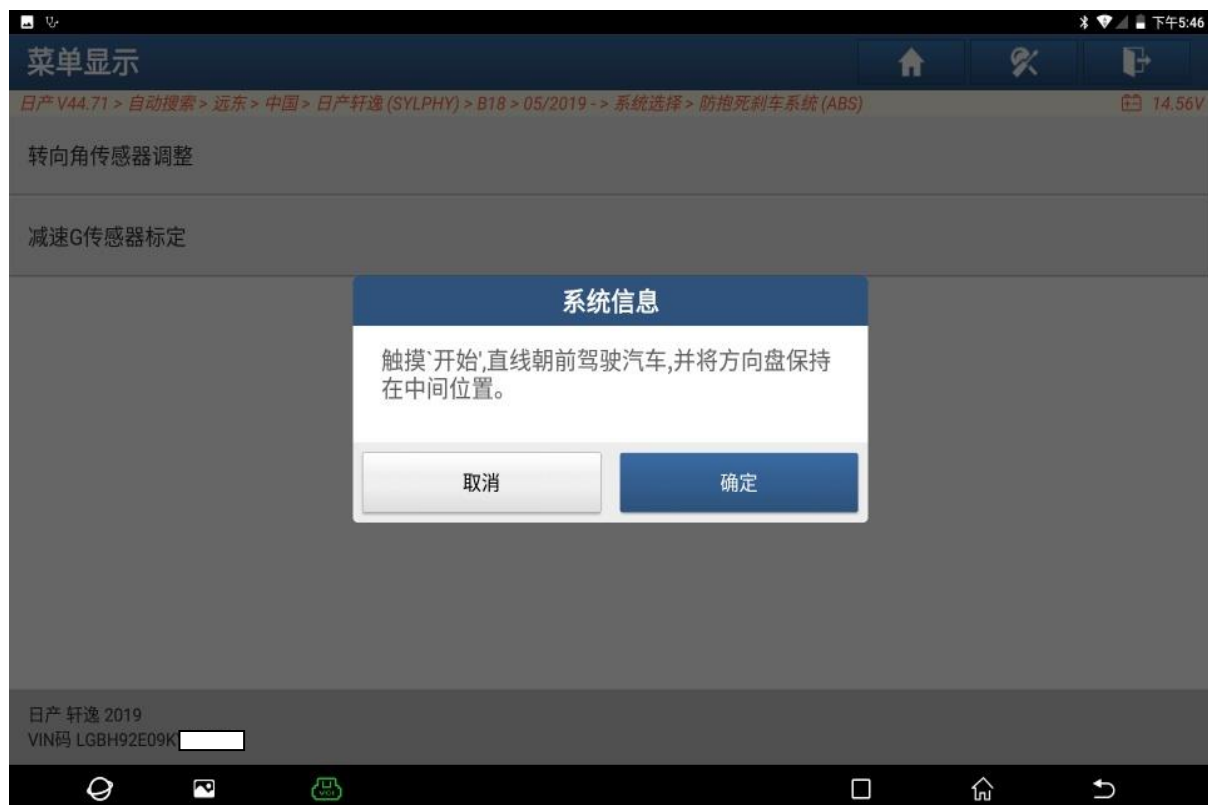 下午5:46
菜单显示
日产 V44.71 > 自动搜索 > 远东 > 中国 > 日产轩逸 (SYLPHY) > B18 > 05/2019 - > 系统选择 > 防抱死刹车系统 (ABS)
14.56V
转向角传感器调整
减速G传感器标定
系统信息
触摸`开始',直线朝前驾驶汽车,并将方向盘保持
在中间位置。
取消
确定
日产 轩逸 2019
VIN码 LGBH92E09K
VCI